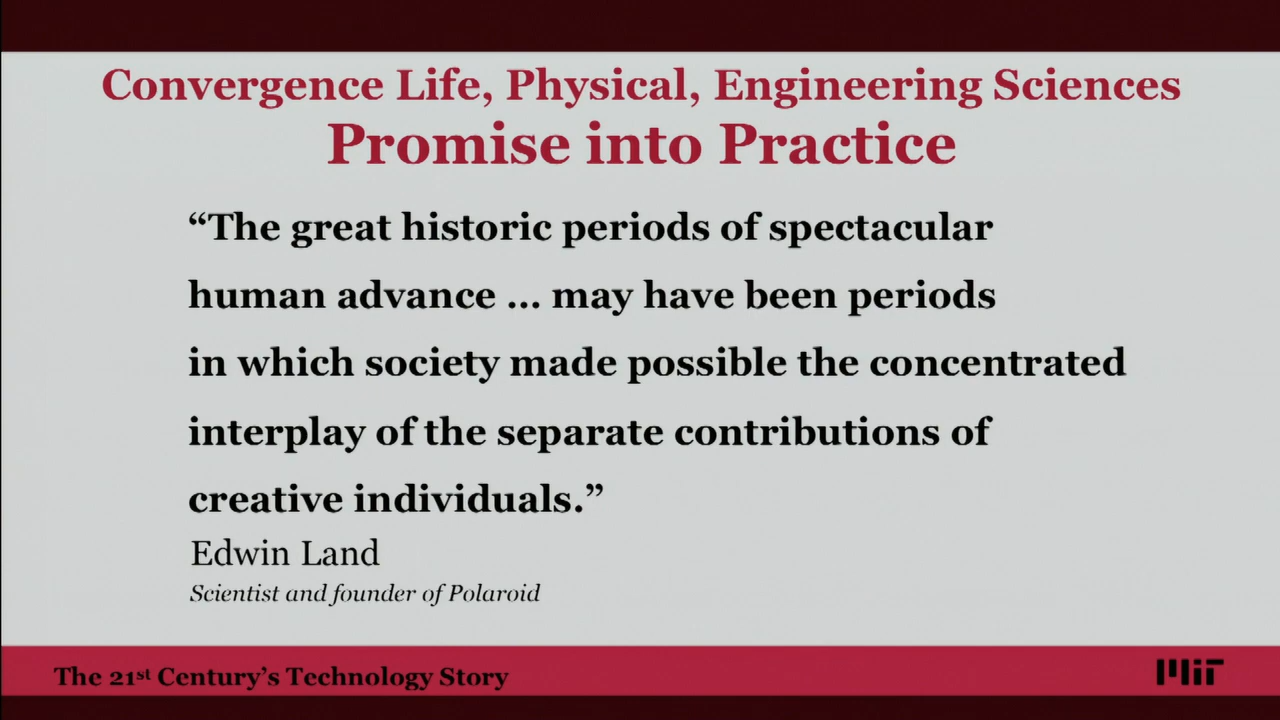 Convergence Life, Physical, Engineering Sciences
Promise into Practice
“The great historic periods of spectacular
human advance ... may have been periods
in which society made possible the concentrated
interplay of the separate contributions of
creative individuals.”
Edwin Land
Scientist and founder of Polaroid
The 21st Century’s Technology Story
MIT